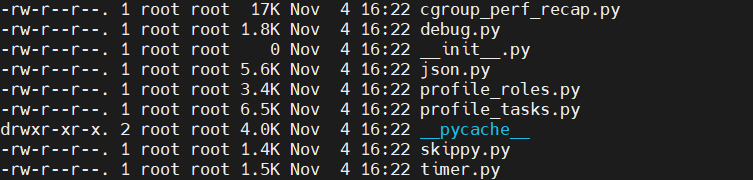 -rw-r--r--. 1 root root  17K Nov  4 16:22 cgroup_perf_recap.py
-rw-r--r--. 1 root root 1.8K Nov  4 16:22 debug.py
-rw-r--r--. 1 root root    0 Nov  4 16:22 __init__.py
-rw-r--r--. 1 root root 5.6K Nov  4 16:22 json.py
-rw-r--r--. 1 root root 3.4K Nov  4 16:22 profile_roles.py
-rw-r--r--. 1 root root 6.5K Nov  4 16:22 profile_tasks.py
drwxr-xr-x. 2 root root 4.0K Nov  4 16:22 __pycache__
-rw-r--r--. 1 root root 1.4K Nov  4 16:22 skippy.py
-rw-r--r--. 1 root root 1.5K Nov  4 16:22 timer.py